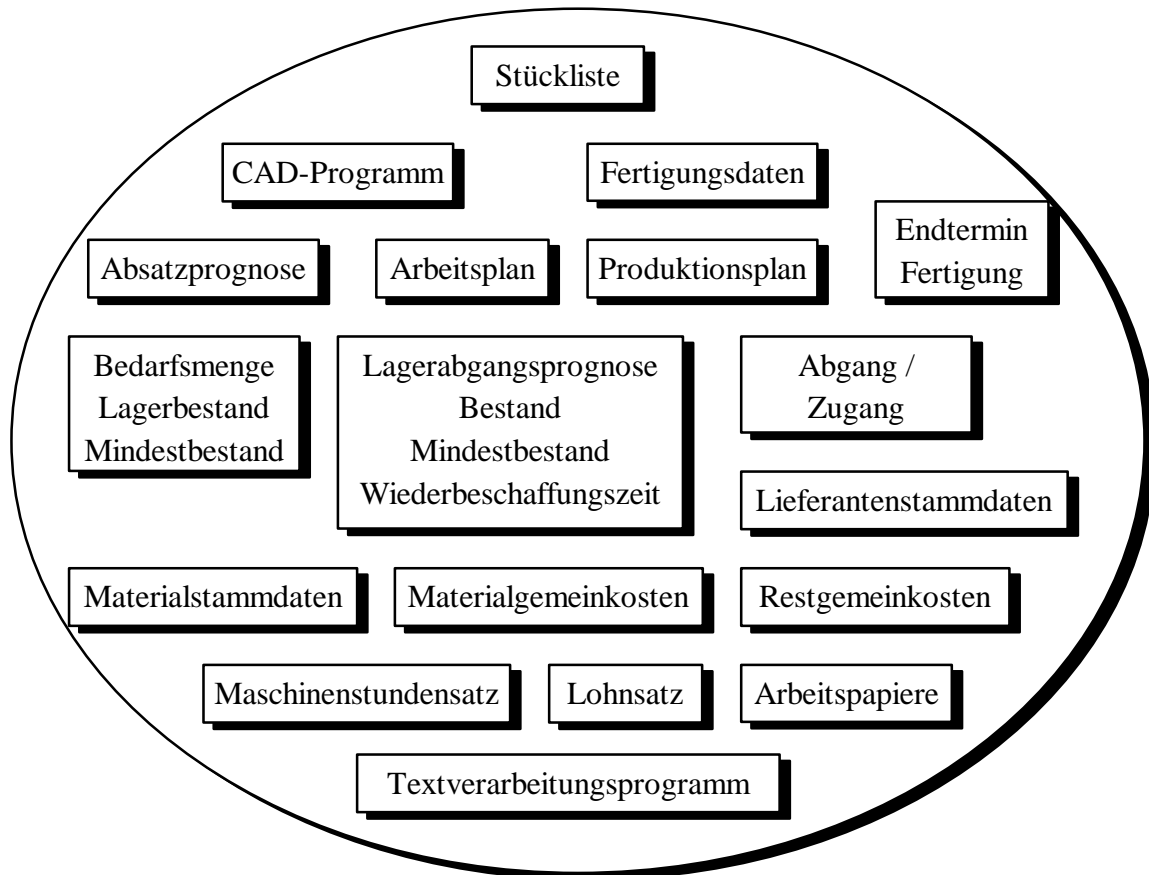 Stückliste
CAD-Programm
Fertigungsdaten
Endtermin
Fertigung
Absatzprognose
Arbeitsplan
Produktionsplan
Bedarfsmenge
Lagerbestand
Mindestbestand
Lagerabgangsprognose
Bestand
Mindestbestand
Wiederbeschaffungszeit
Abgang /
Zugang
Lieferantenstammdaten
Materialstammdaten
Materialgemeinkosten
Restgemeinkosten
Maschinenstundensatz
Lohnsatz
Arbeitspapiere
Textverarbeitungsprogramm